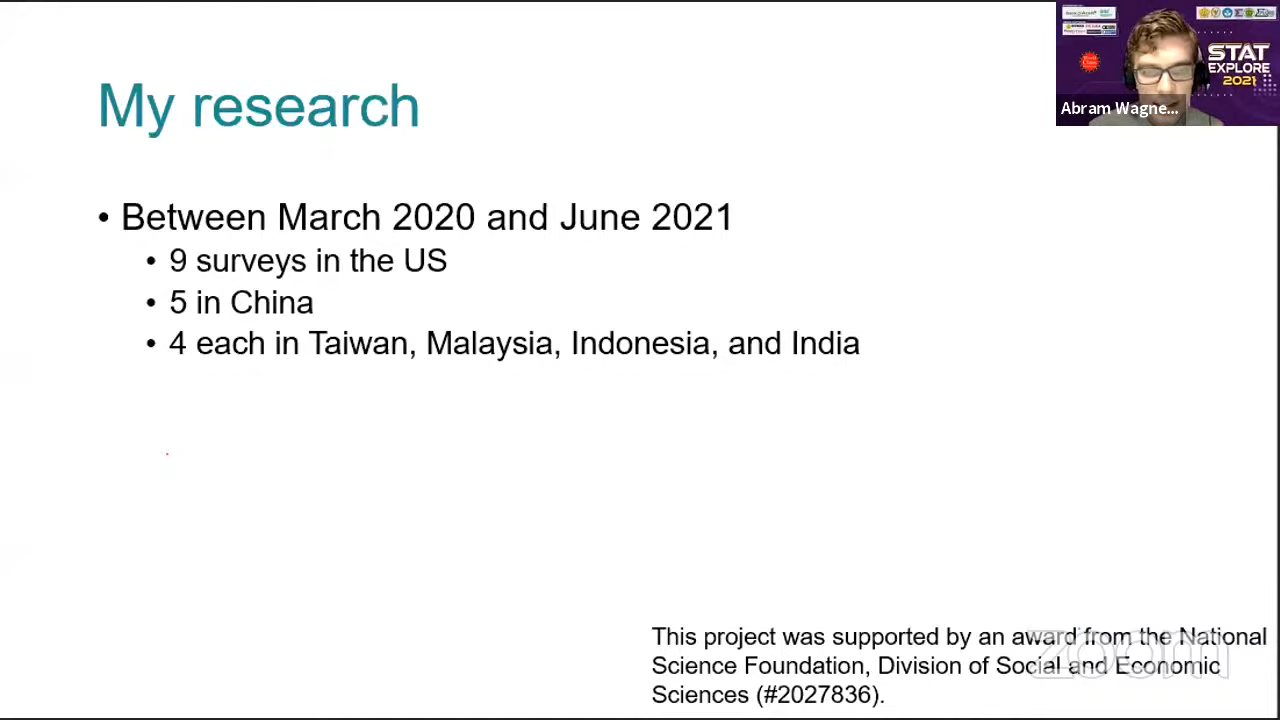 My research
• Between March 2020 and June 2021
• 9 surveys in the US
• 5 in China
• 4 each in Taiwan, Malaysia, Indonesia, and India
This project was supported by an award from the National
Science Foundation, Division of Social and Economic
Sciences (#2027836).
zoom
STAT
EXPLORE
2021
Abram Wagne...